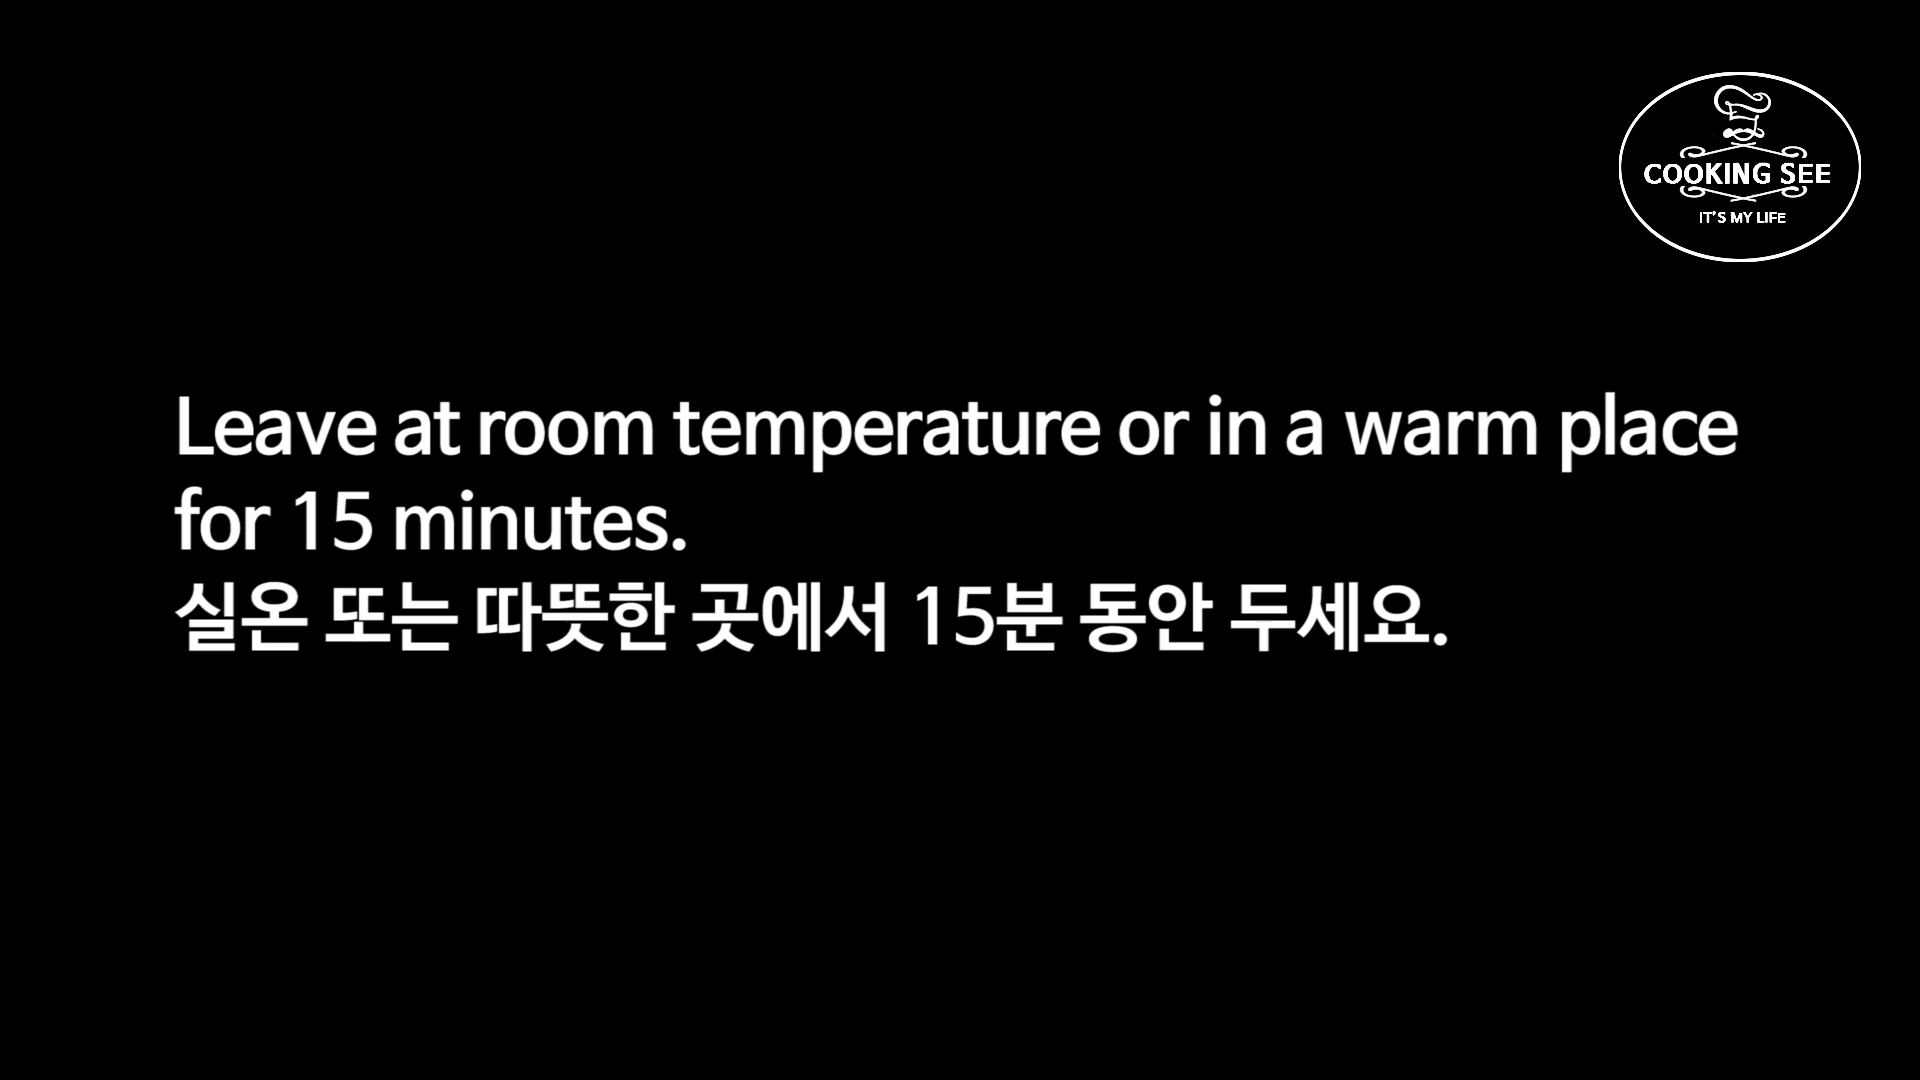 COOKING SEE
IT'S MY LIFE
Leave at room temperature or in a warm place
for 15 minutes.
실온 또는 따뜻한 곳에서 15분 동안 두세요.